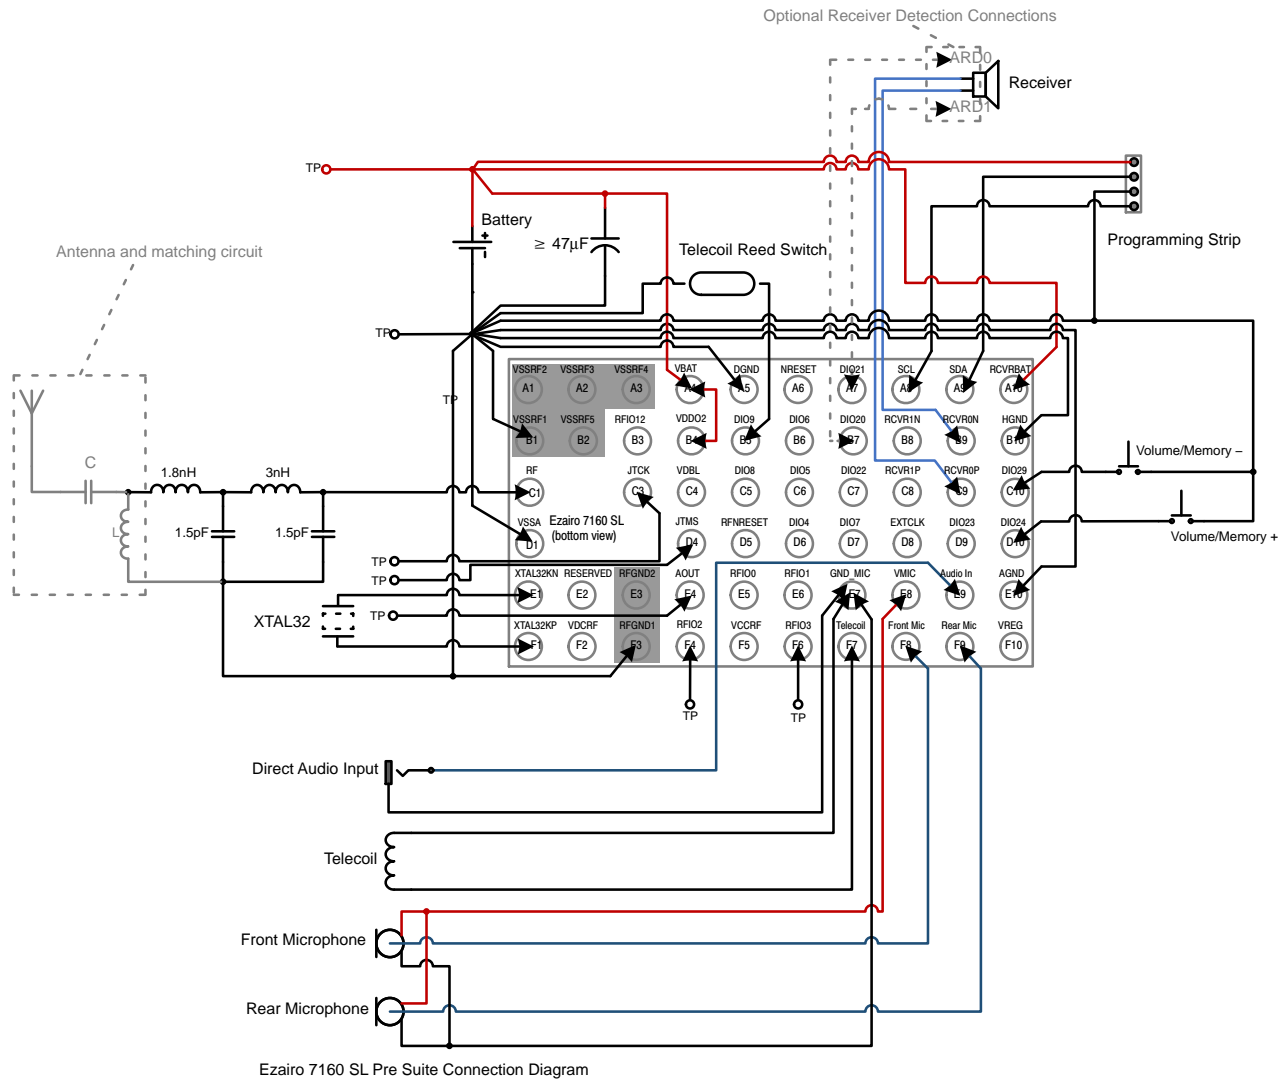 Optional Receiver Detection Connections
ARD0
Receiver
ARD1
TP
Battery
+
-
≥ 47µF
Telecoil Reed Switch
Programming Strip
Antenna and matching circuit
TP
VSSRF2 VSSRF3 VSSRF4 VBAT DGND NRESET DIO21 SCL SDA RCVRBAT
A1 A2 A3 A4 A5 A6 A7 A8 A9 A10
TP
VSSRF1 VSSRF5 RFIO12 VDDO2 DIO9 DIO6 DIO20 RCVR1N RCVR0N HGND
B1 B2 B3 B4 B5 B6 B7 B8 B9 B10
Volume/Memory –
C
1.8nH
3nH
RF JTCK VDBL DIO8 DIO5 DIO22 RCVR1P RCVR0P DIO29
C1 C3 C4 C5 C6 C7 C8 C9 C10
L
1.5pF
1.5pF
VSSA
Ezairo 7160 SL
(bottom view)
JTMS RFNRESET DIO4 DIO7 EXTCLK DIO23 DIO24
D1 D4 D5 D6 D7 D8 D9 D10
Volume/Memory +
TP
TP
XTAL32KN RESERVED RFGND2 AOUT RFIO0 RFIO1 GND_MIC VMIC Audio In AGND
E1 E2 E3 E4 E5 E6 E7 E8 E9 E10
TP
XTAL32
XTAL32KP VDCRF RFGND1 RFIO2 VCCRF RFIO3 Telecoil Front Mic Rear Mic VREG
F1 F2 F3 F4 F5 F6 F7 F8 F9 F10
TP
TP
Direct Audio Input
Telecoil
Front Microphone
Rear Microphone
Ezairo 7160 SL Pre Suite Connection Diagram